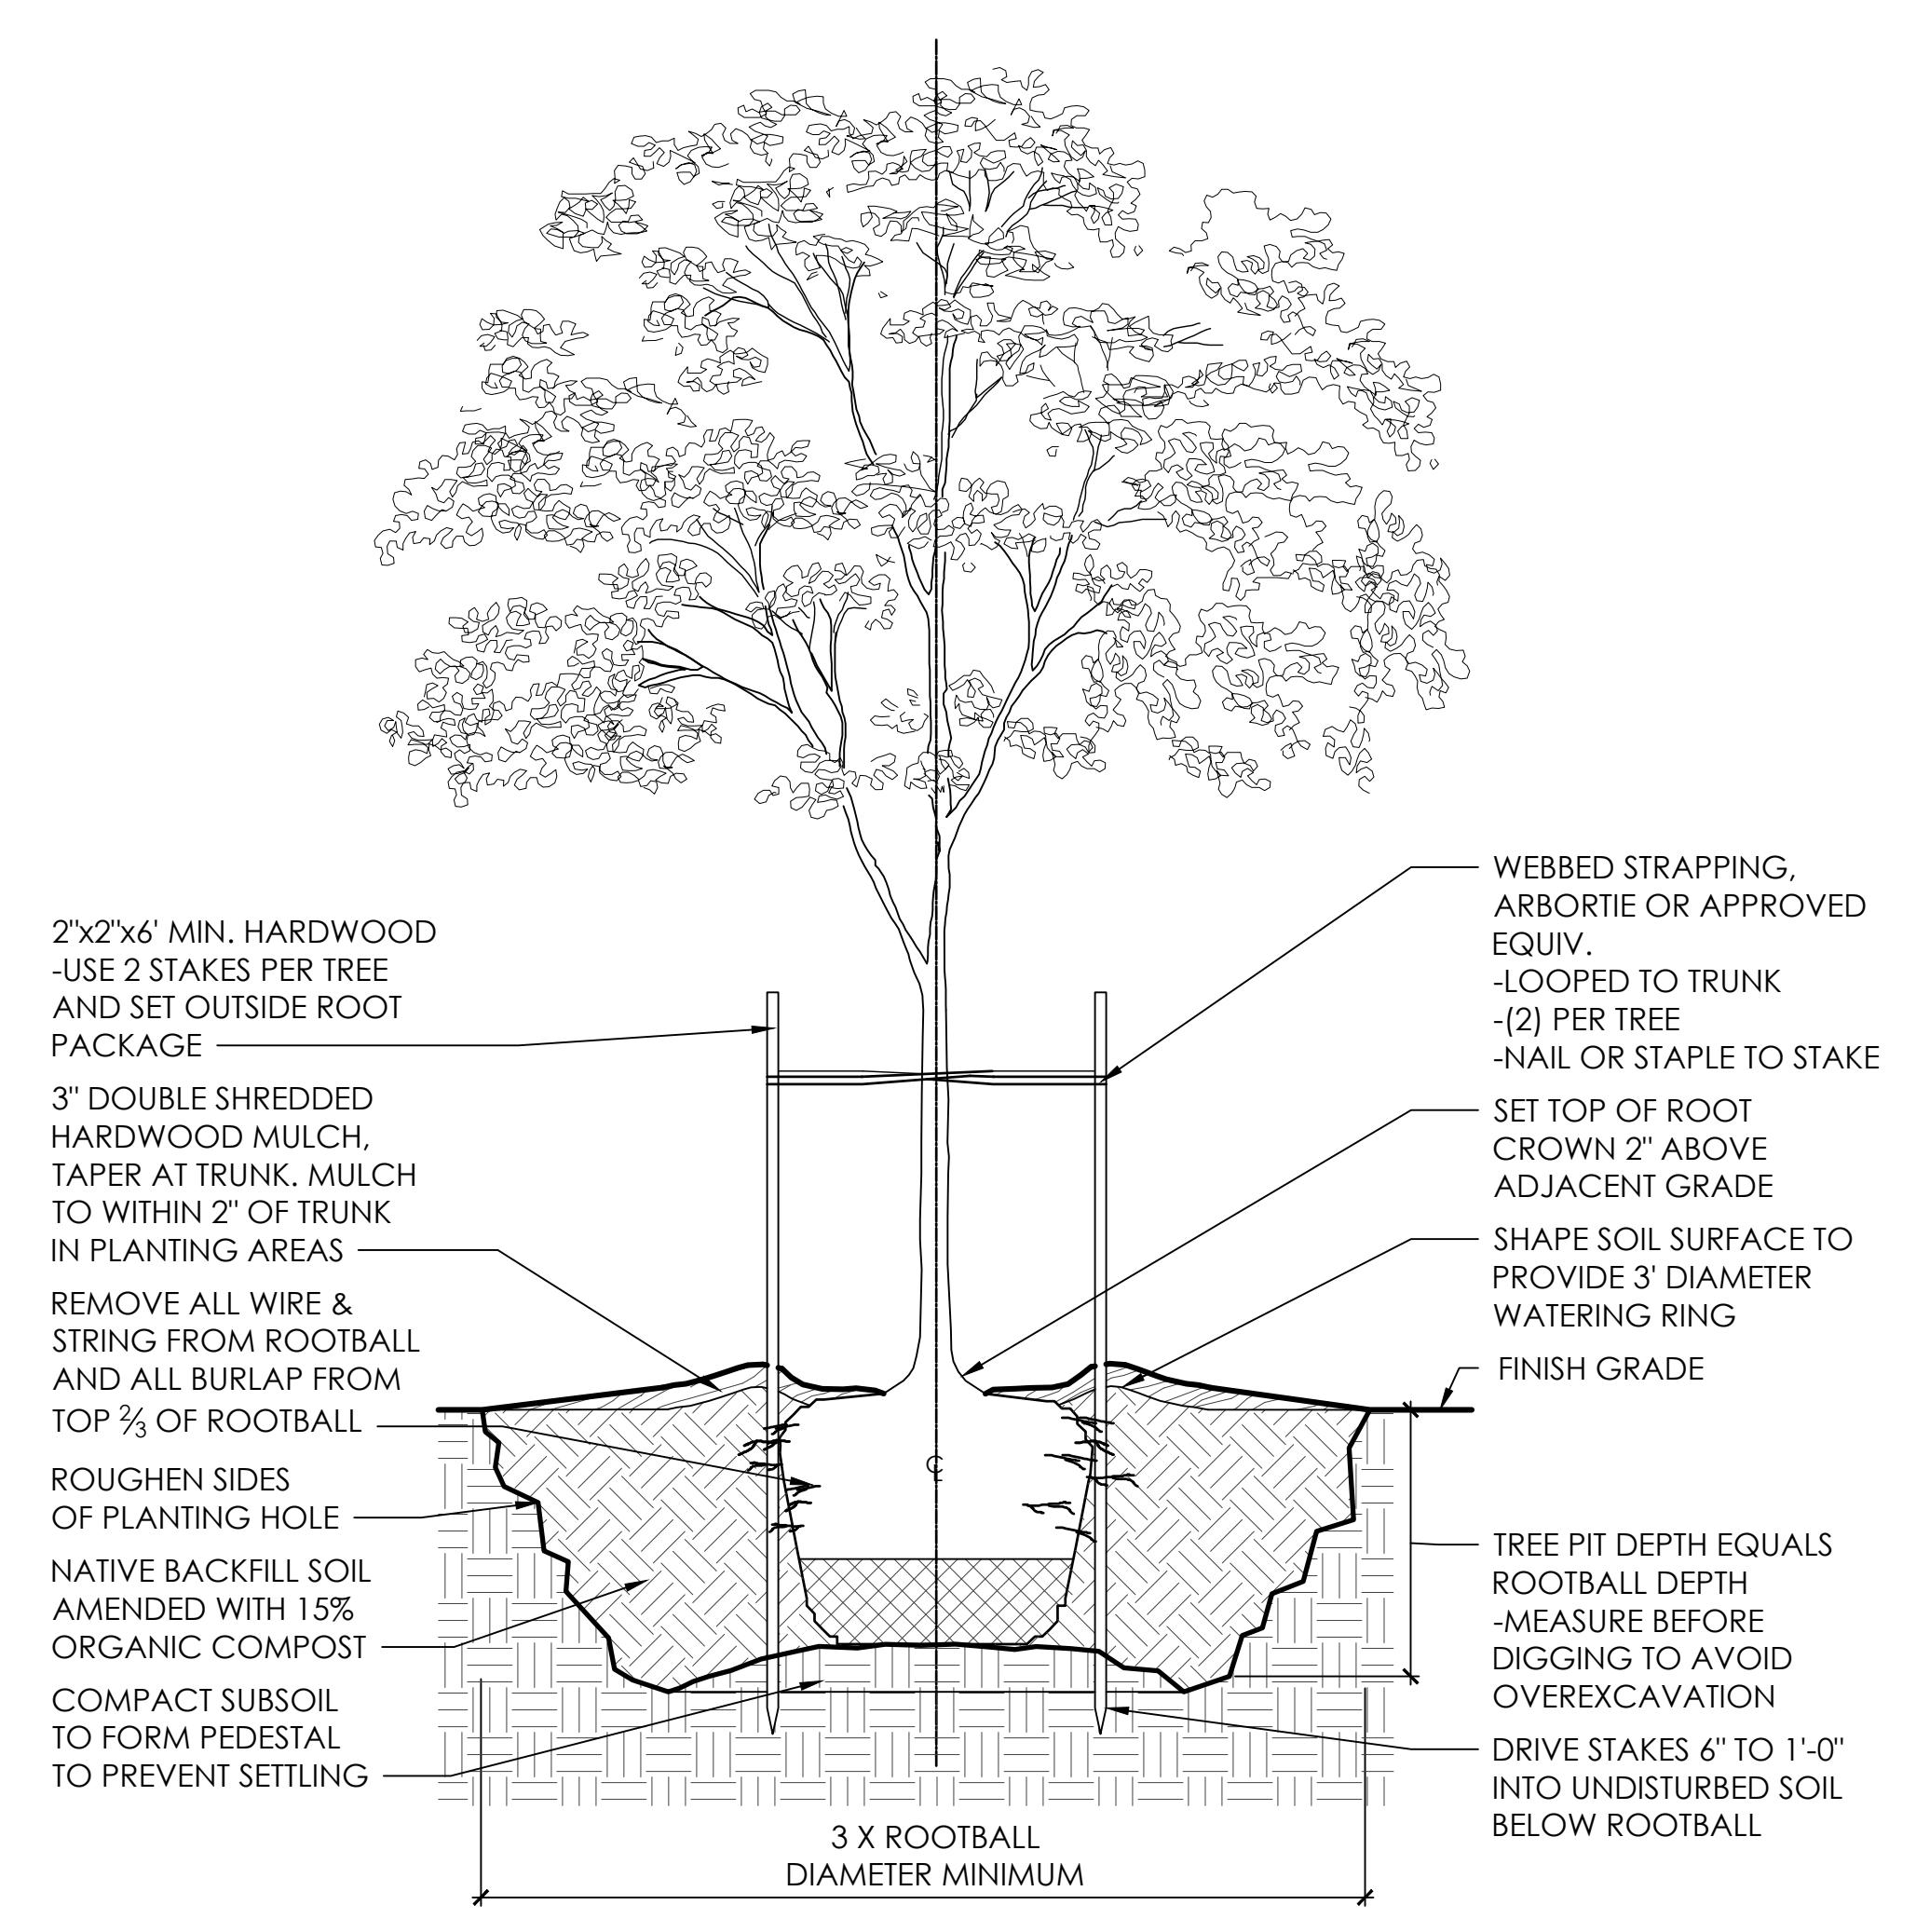 2"x2"x6' MIN. HARDWOOD
-USE 2 STAKES PER TREE
AND SET OUTSIDE ROOT
PACKAGE
3" DOUBLE SHREDDED
HARDWOOD MULCH,
TAPER AT TRUNK. MULCH
TO WITHIN 2" OF TRUNK
IN PLANTING AREAS
REMOVE ALL WIRE &
STRING FROM ROOTBALL
AND ALL BURLAP FROM
TOP ⅔ OF ROOTBALL
ROUGHEN SIDES
OF PLANTING HOLE
NATIVE BACKFILL SOIL
AMENDED WITH 15%
ORGANIC COMPOST
COMPACT SUBSOIL
TO FORM PEDESTAL
TO PREVENT SETTLING
WEBBED STRAPPING,
ARBORTIE OR APPROVED
EQUIV.
-LOOPED TO TRUNK
-(2) PER TREE
-NAIL OR STAPLE TO STAKE
SET TOP OF ROOT
CROWN 2" ABOVE
ADJACENT GRADE
SHAPE SOIL SURFACE TO
PROVIDE 3' DIAMETER
WATERING RING
FINISH GRADE
TREE PIT DEPTH EQUALS
ROOTBALL DEPTH
-MEASURE BEFORE
DIGGING TO AVOID
OVEREXCAVATION
DRIVE STAKES 6" TO 1'-0"
INTO UNDISTURBED SOIL
BELOW ROOTBALL
℄
3 X ROOTBALL
DIAMETER MINIMUM